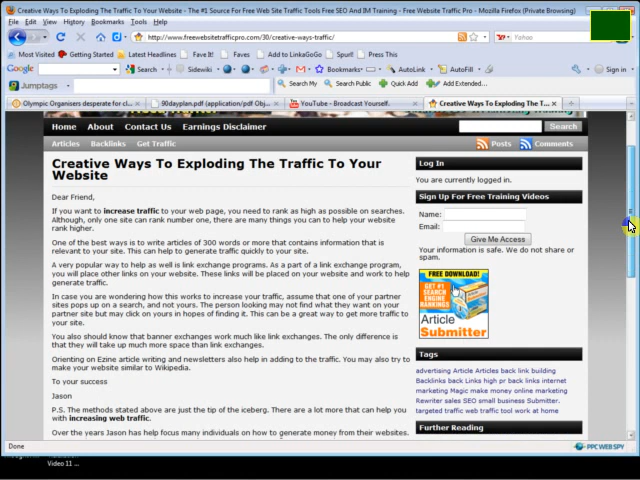 Creative Ways To Exploding The Traffic To Your Website - The #1 Source For Free Web Site Traffic Tools Free SEO And IM Training - Free Website Traffic Pro - Mozilla Firefox (Private Browsing)
File Edit View History Bookmarks Tools Help
http://www.freewebsitetrafficpro.com/30/creative-ways-traffic/
Yahoo
Most Visited Getting Started Latest Headlines Fave It! Faves Add to LinkaGoGo Spurl! Press This
Google Search Sidewiki Bookmarks AutoLink AutoFill Sign In
Jumptags Search My Search Public Quick Add Add Extended...
Olympic Organisers desperate for cl... 90dayplan.pdf (application/pdf Obj... YouTube - Broadcast Yourself. Creative Ways To Exploding The T...
Home About Contact Us Earnings Disclaimer Search
Articles Backlinks Get Traffic Posts Comments
Creative Ways To Exploding The Traffic To Your
Website
Dear Friend,
If you want to increase traffic to your web page, you need to rank as high as possible on searches.
Although, only one site can rank number one, there are many things you can to help your website
rank higher.
One of the best ways is to write articles of 300 words or more that contains information that is
relevant to your site. This can help to generate traffic quickly to your site.
A very popular way to help as well is link exchange programs. As a part of a link exchange program,
you will place other links on your website. These links will be placed on your website and work to help
generate traffic.
In case you are wondering how this works to increase your traffic, assume that one of your partner
sites pops up on a search, and not yours. The person looking may not find what they want on your
partner site but may click on yours in hopes of finding it. This can be a great way to get more traffic to
your site.
You also should know that banner exchanges work much like link exchanges. The only difference is
that they will take up much more space than link exchanges.
Orienting on Ezine article writing and newsletters also help in adding to the traffic. You may also try to
make your website similar to Wikipedia.
To your success
Jason
P.S. The methods stated above are just the tip of the iceberg. There are a lot more that can help you
with increasing web traffic.
Over the years Jason has help focus many individuals on how to generate money from their websites.
Log In
You are currently logged in.
Sign Up For Free Training Videos
Name:
Email:
Give Me Access
Your information is safe. We do not share or
spam.
FREE DOWNLOAD!
GET #1
SEARCH
ENGINE
RANKINGS
Article
Submitter
Tags
advertising Article Articles back link building
Backlinks back Links high pr back links internet
marketing Magic make money online marketing
Rewriter sales SEO small business Submitter.
targeted traffic web traffic tool work at home
Further Reading
Done PPC WEB SPY
Video 11 ...